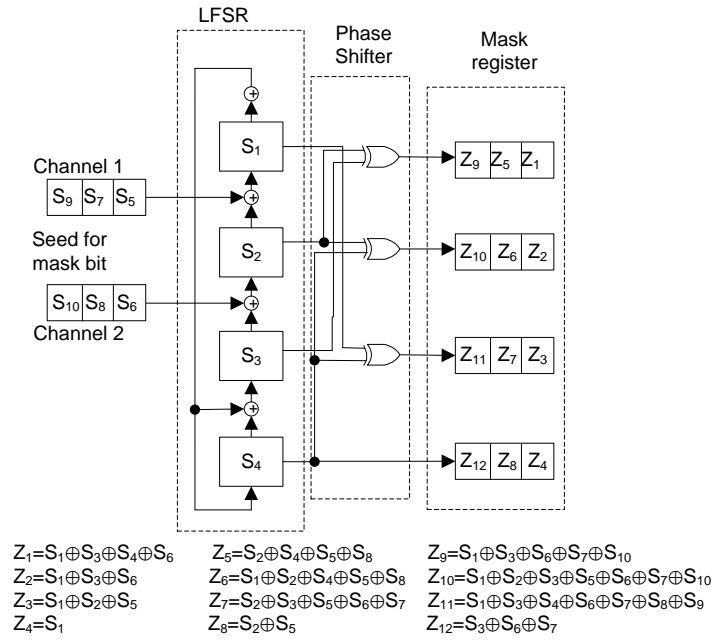 LFSR
Phase
Shifter
Mask
register
Channel 1
S₉ S₇ S₅
Seed for
mask bit
S₁₀ S₈ S₆
Channel 2
S₁
S₂
S₃
S₄
Z₉ Z₅ Z₁
Z₁₀ Z₆ Z₂
Z₁₁ Z₇ Z₃
Z₁₂ Z₈ Z₄
Z₁=S₁⊕S₃⊕S₄⊕S₆
Z₂=S₁⊕S₃⊕S₆
Z₃=S₁⊕S₂⊕S₅
Z₄=S₁
Z₅=S₂⊕S₄⊕S₅⊕S₈
Z₆=S₁⊕S₂⊕S₄⊕S₅⊕S₈
Z₇=S₂⊕S₃⊕S₅⊕S₆⊕S₇
Z₈=S₂⊕S₅
Z₉=S₁⊕S₃⊕S₆⊕S₇⊕S₁₀
Z₁₀=S₁⊕S₂⊕S₃⊕S₅⊕S₆⊕S₇⊕S₁₀
Z₁₁=S₁⊕S₃⊕S₄⊕S₆⊕S₇⊕S₈⊕S₉
Z₁₂=S₃⊕S₆⊕S₇